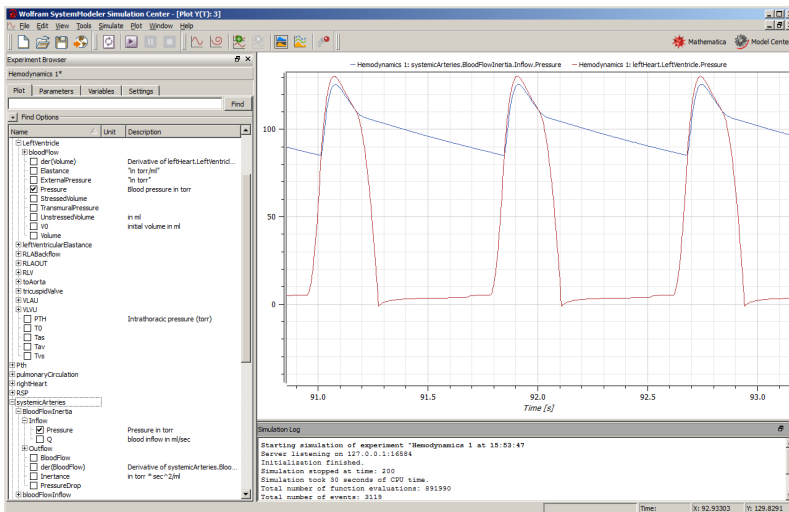 Wolfram SystemModeler Simulation Center - [Plot Y(T): 3]
File Edit View Tools Simulate Plot Window Help
Mathematica Model Cente
Experiment Browser
Hemodynamics 1*
Plot Parameters Variables Settings
Find
Find Options
Name Unit Description
LeftVentricle
bloodFlow
der(Volume) Derivative of leftHeart.LeftVentrid...
Elastance "in torr/ml"
ExternalPressure "in torr"
Pressure Blood pressure in torr
StressedVolume
TransmuralPressure
UnstressedVolume in ml
V0 initial volume in ml
Volume
leftVentricularElastance
RLABackflow
RLAOUT
RLV
toAorta
tricuspidValve
VLAU
VLVU
PTH Intrathoracic pressure (torr)
T0
Tas
Tav
Tvs
Pth
pulmonaryCirculation
rightHeart
RSP
systemicArteries
BloodFlowInertia
Inflow
Pressure Pressure in torr
Q blood inflow in ml/sec
Outflow
BloodFlow
der(BloodFlow) Derivative of systemicArteries.Bloo...
Inertance in torr * sec^2/ml
PressureDrop
bloodFlowInflow
Hemodynamics 1: systemicArteries.BloodFlowInertia.Inflow.Pressure Hemodynamics 1: leftHeart.LeftVentricle.Pressure
100
50
0
91.0 91.5 92.0 92.5 93.0
Time [s]
Simulation Log
Starting simulation of experiment "Hemodynamics 1 at 15:53:47
Server listening on 127.0.0.1:16584
Initialization finished.
Simulation stopped at time: 200
Simulation took 30 seconds of CPU time.
Total number of function evaluations: 891990
Total number of events: 3119
Time: X: 92.93303 Y: 129.8291